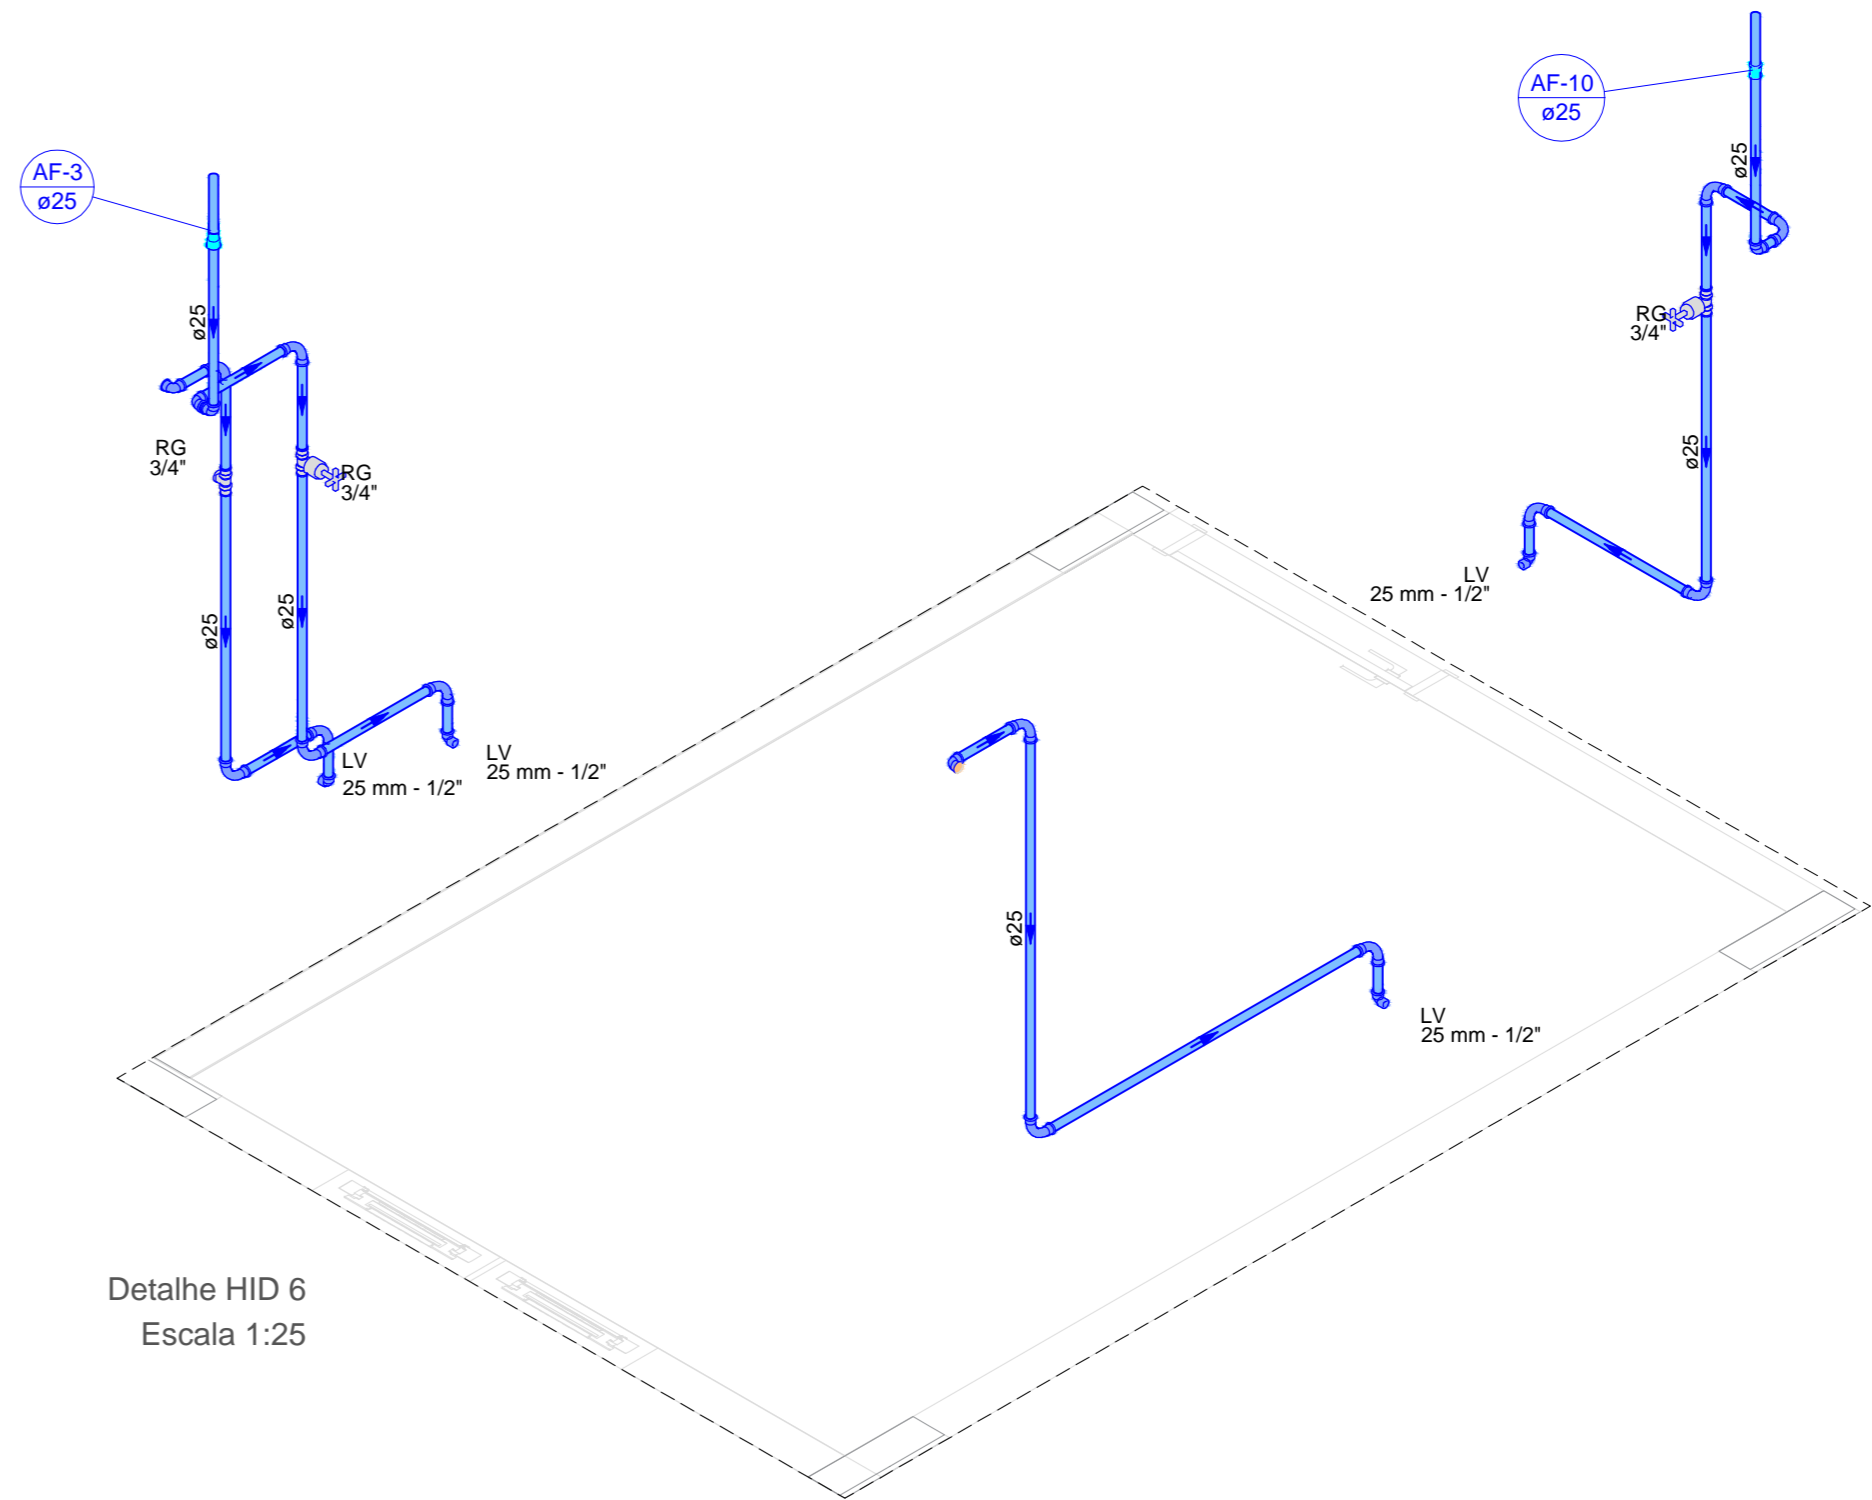 AF-10
ø25
ø25
AF-3
ø25
ø25
RG
3/4"
RG
3/4"
RG
3/4"
ø25
ø25
ø25
LV
25 mm - 1/2"
LV
25 mm - 1/2"
LV
25 mm - 1/2"
ø25
LV
25 mm - 1/2"
Detalhe HID 6
Escala 1:25